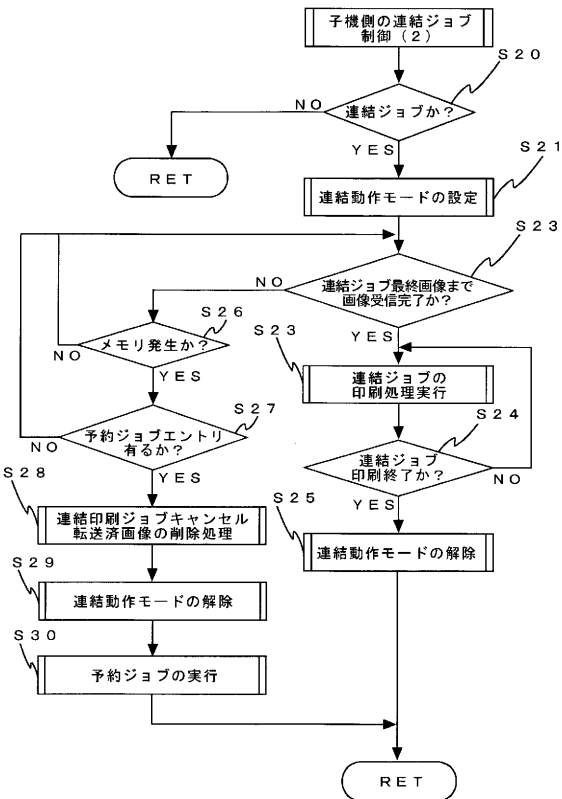 子機側の連結ジョブ
制御（2）
S20
連結ジョブか？
NO
YES
RET
S21
連結動作モードの設定
S23
連結ジョブ最終画像まで
画像受信完了か？
NO
YES
S26
メモリ発生か？
NO
YES
S23
連結ジョブの
印刷処理実行
S27
予約ジョブエントリ
有るか？
NO
YES
S24
連結ジョブ
印刷終了か？
NO
YES
S28
連結印刷ジョブキャンセル
転送済画像の削除処理
S25
連結動作モードの解除
S29
連結動作モードの解除
S30
予約ジョブの実行
RET